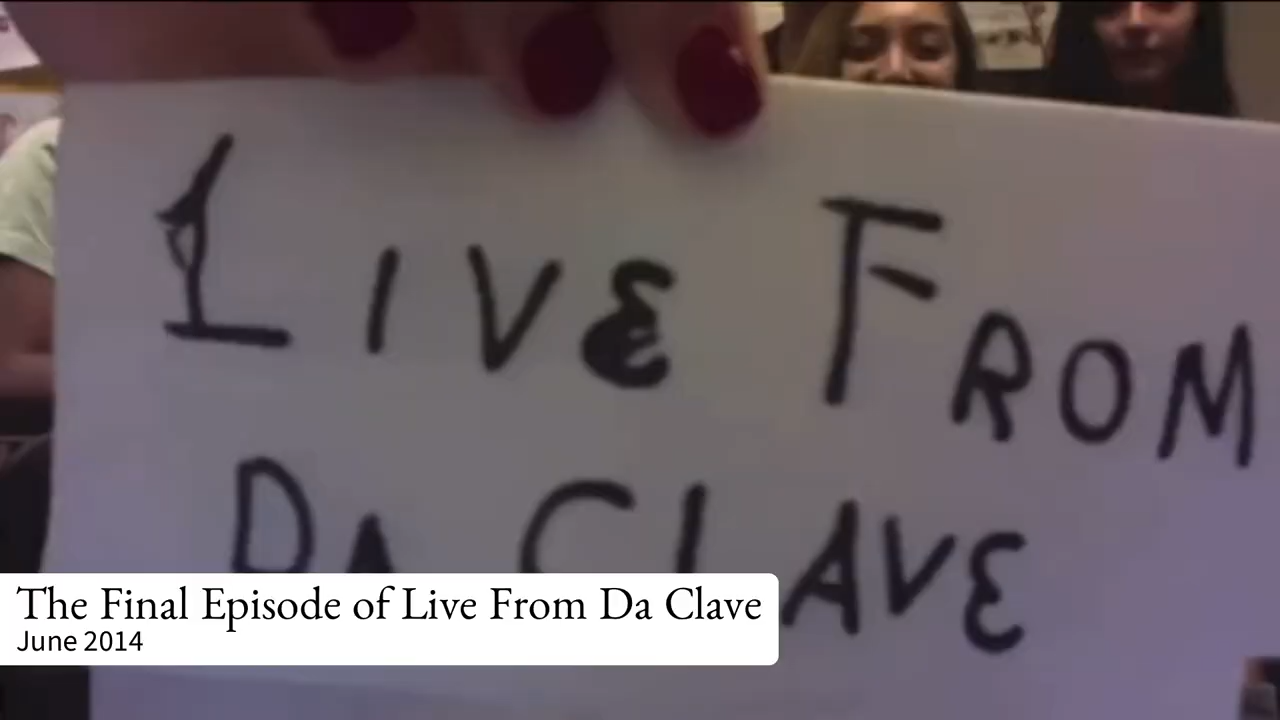 LIVE FROM
DA CLAVE
The Final Episode of Live From Da Clave
June 2014